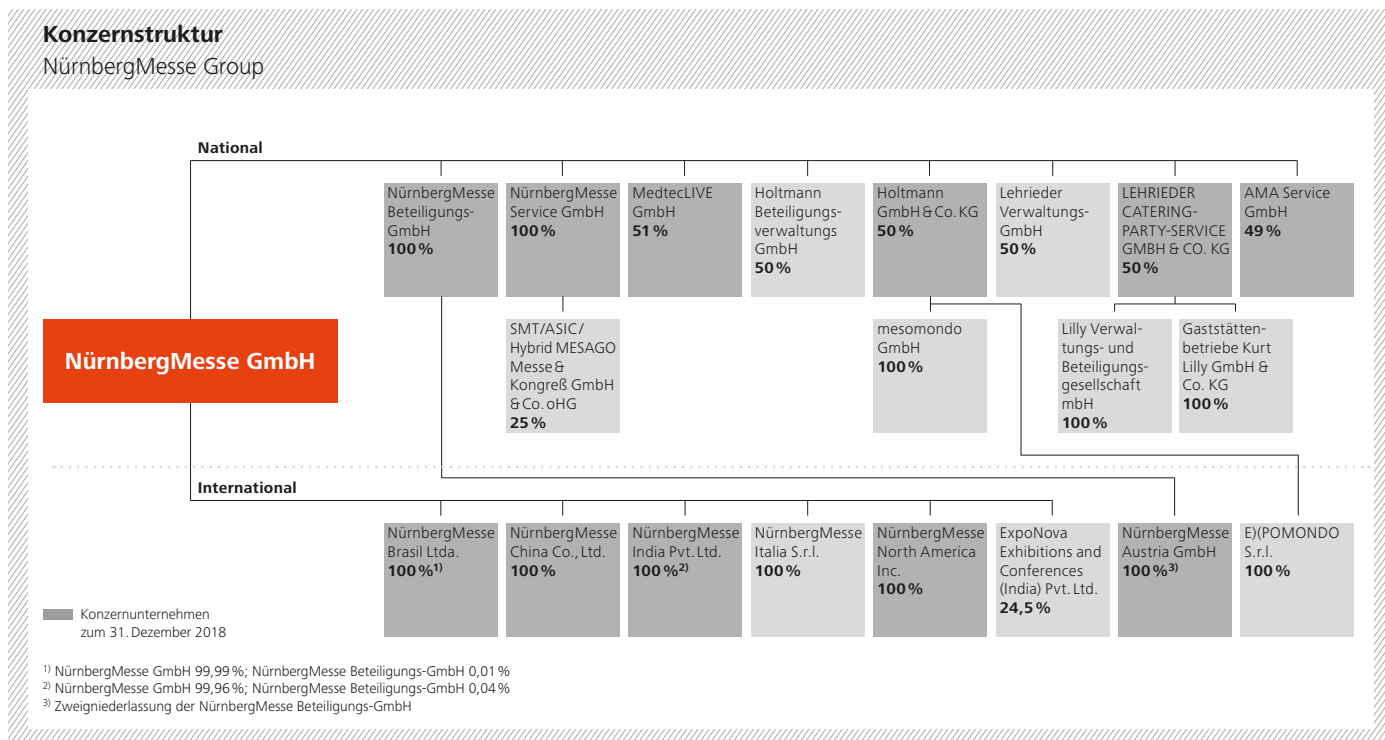 Konzernstruktur
NürnbergMesse Group
National
NürnbergMesse
Beteiligungs-
GmbH
100 %
NürnbergMesse
Service GmbH
100 %
MedtecLIVE
GmbH
51 %
Holtmann
Beteiligungs-
verwaltungs
GmbH
50 %
Holtmann
GmbH & Co. KG
50 %
Lehrieder
Verwaltungs-
GmbH
50 %
LEHRIEDER
CATERING-
PARTY-SERVICE
GMBH & CO. KG
50 %
AMA Service
GmbH
49 %
NürnbergMesse GmbH
SMT/ASIC/
Hybrid MESAGO
Messe &
Kongreß GmbH
& Co. oHG
25 %
mesomondo
GmbH
100 %
Lilly Verwal-
tungs- und
Beteiligungs-
gesellschaft
mbH
100 %
Gaststätten-
betriebe Kurt
Lilly GmbH &
Co. KG
100 %
International
NürnbergMesse
Brasil Ltda.
100 %1)
NürnbergMesse
China Co., Ltd.
100 %
NürnbergMesse
India Pvt. Ltd.
100 %2)
NürnbergMesse
Italia S.r.l.
100 %
NürnbergMesse
North America
Inc.
100 %
ExpoNova
Exhibitions and
Conferences
(India) Pvt. Ltd.
24,5 %
NürnbergMesse
Austria GmbH
100 %3)
E)(POMONDO
S.r.l.
100 %
Konzernunternehmen
zum 31. Dezember 2018
1) NürnbergMesse GmbH 99,99 %; NürnbergMesse Beteiligungs-GmbH 0,01 %
2) NürnbergMesse GmbH 99,96 %; NürnbergMesse Beteiligungs-GmbH 0,04 %
3) Zweigniederlassung der NürnbergMesse Beteiligungs-GmbH